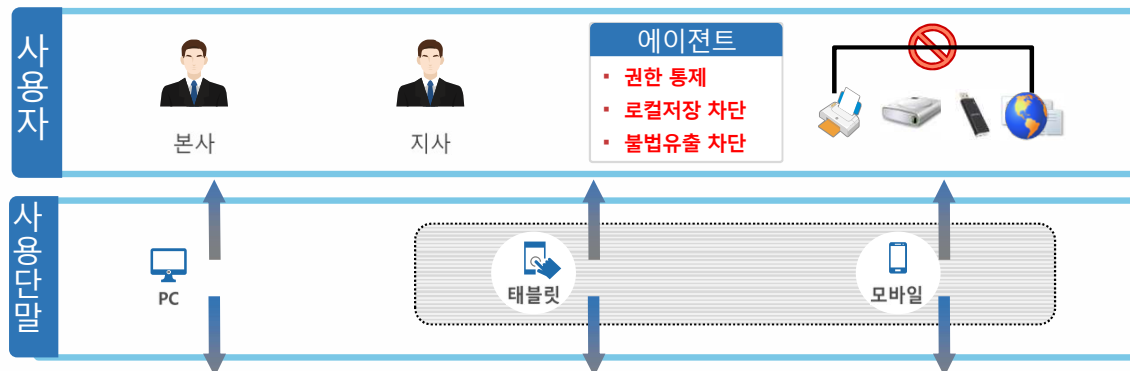 사용자
본사
지사
에이젼트
▪ 권한 통제
▪ 로컬저장 차단
▪ 불법유출 차단
사용단말
PC
태블릿
모바일